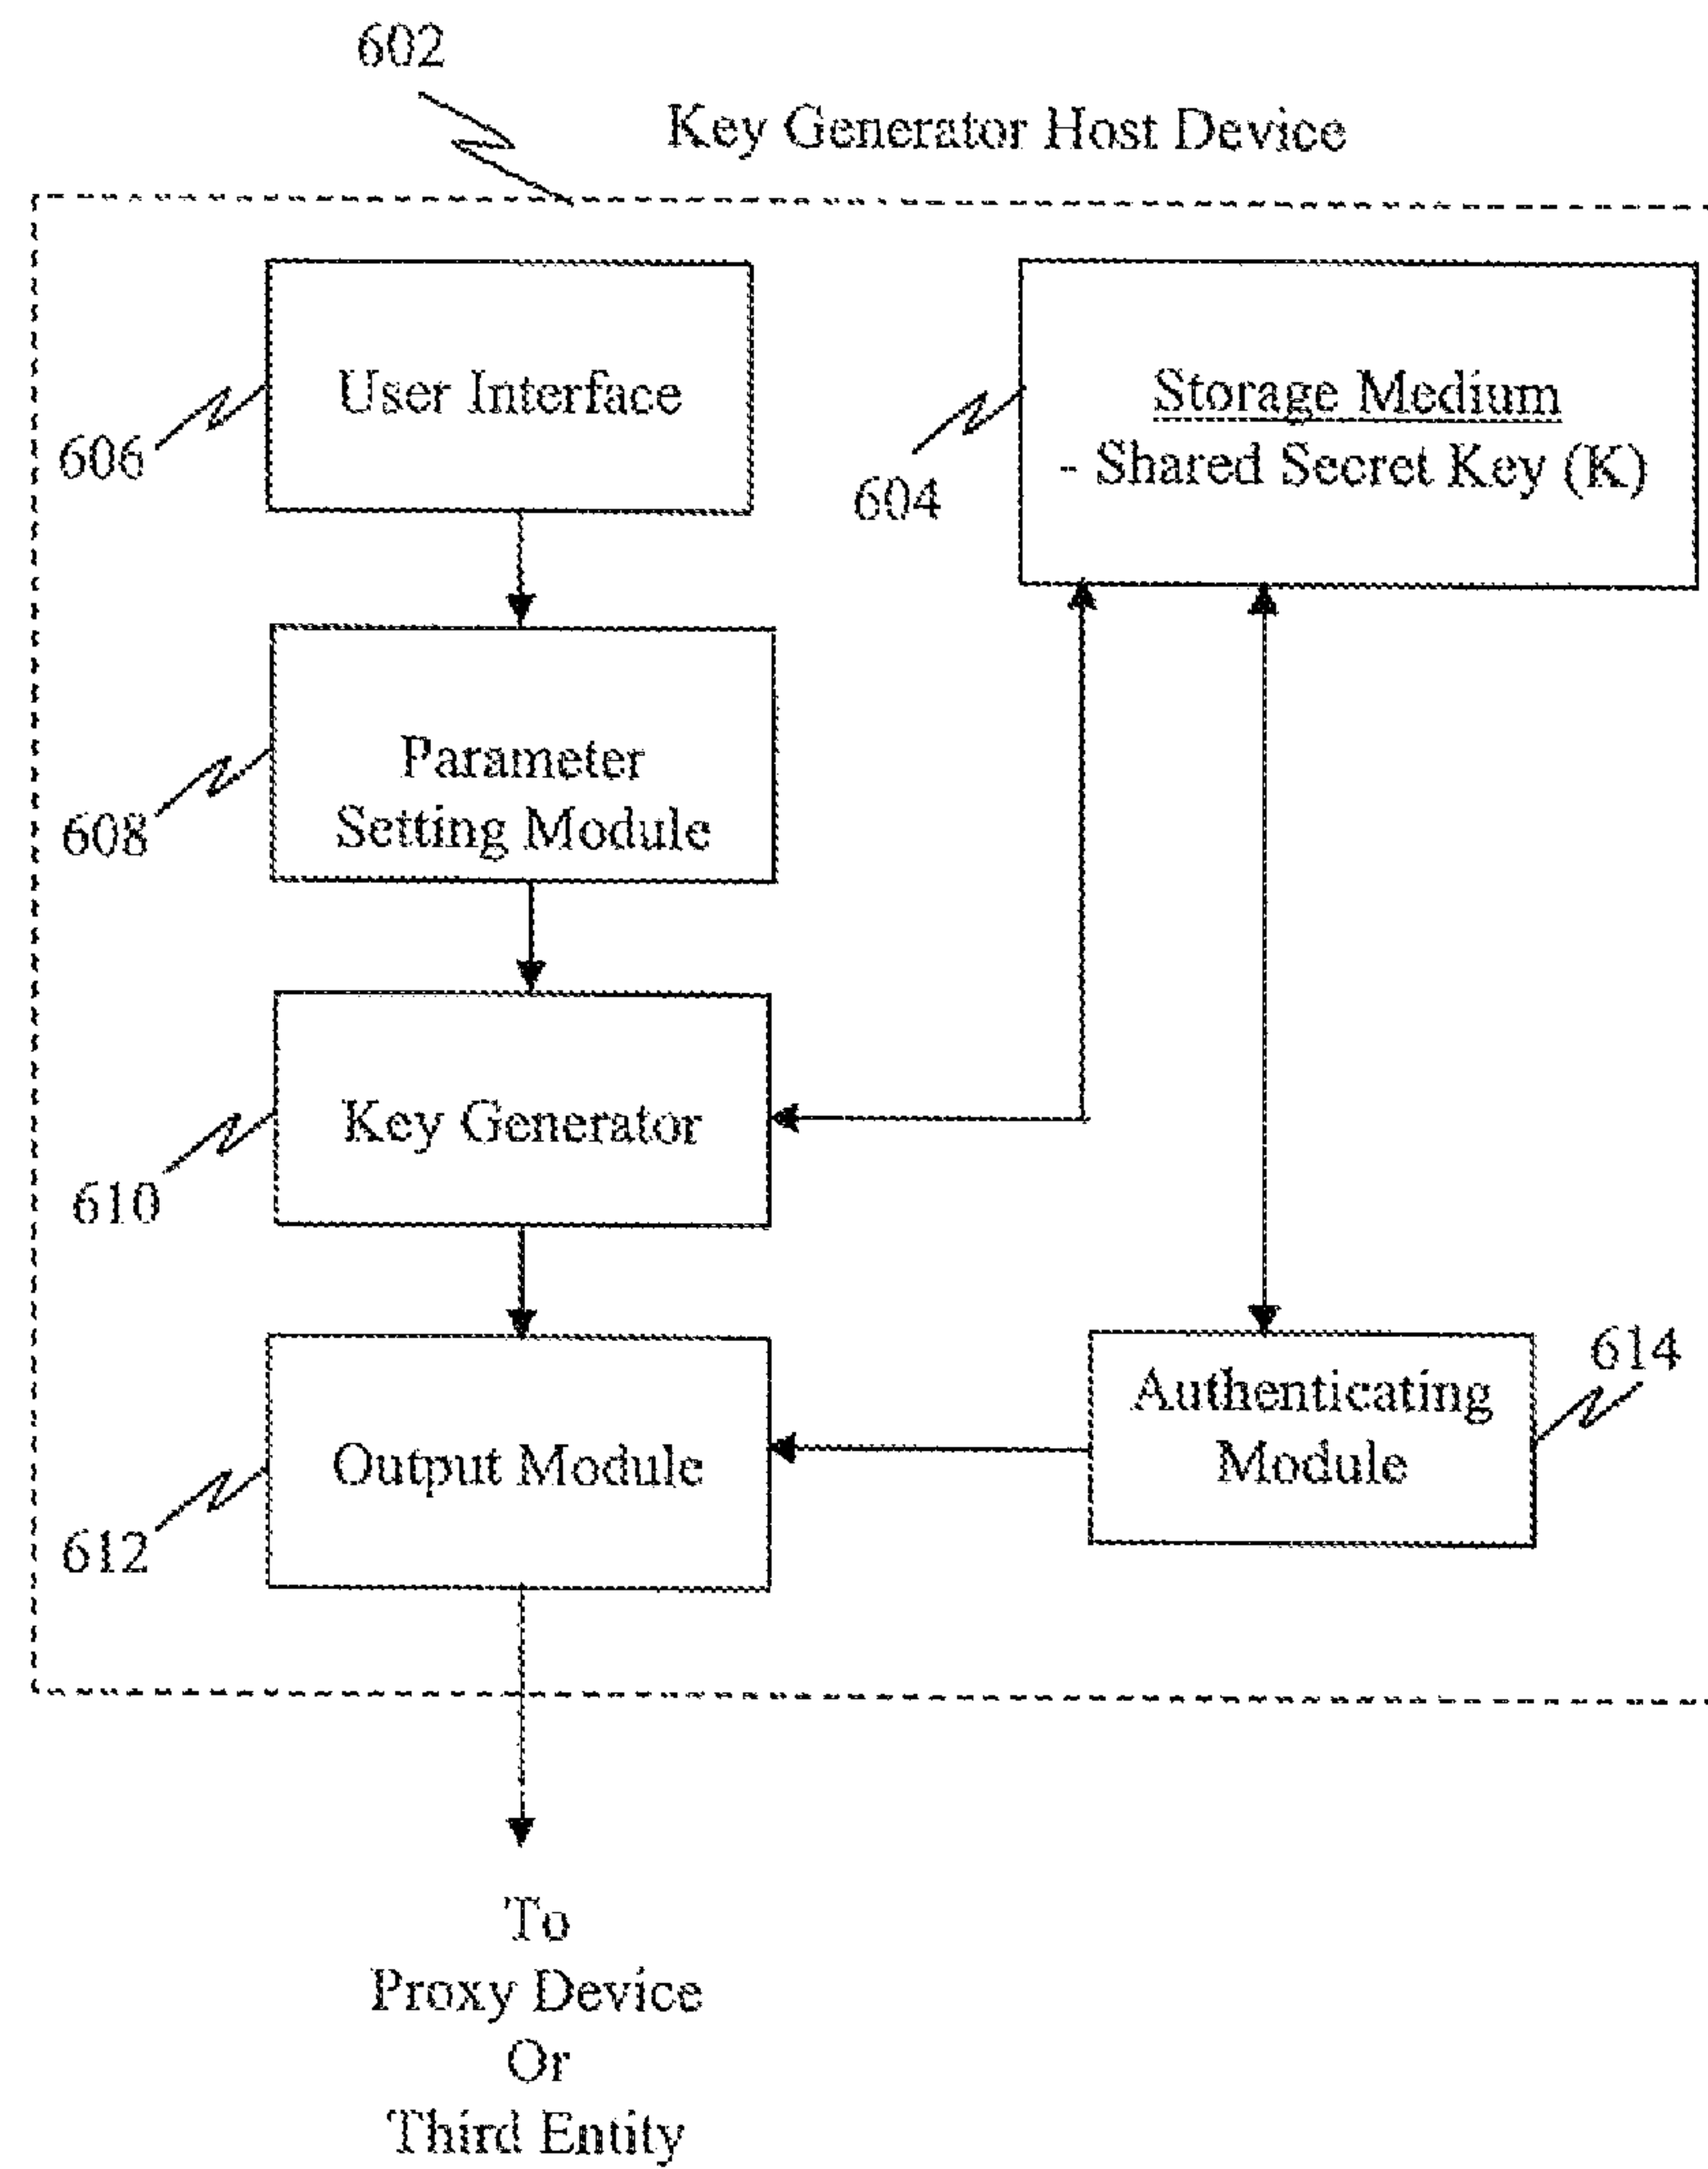 602
Key Generator Host Device
User Interface
606
Storage Medium
- Shared Secret Key (K)
604
Parameter
Setting Module
608
Key Generator
610
Output Module
612
Authenticating
Module
614
To
Proxy Device
Or
Third Entity